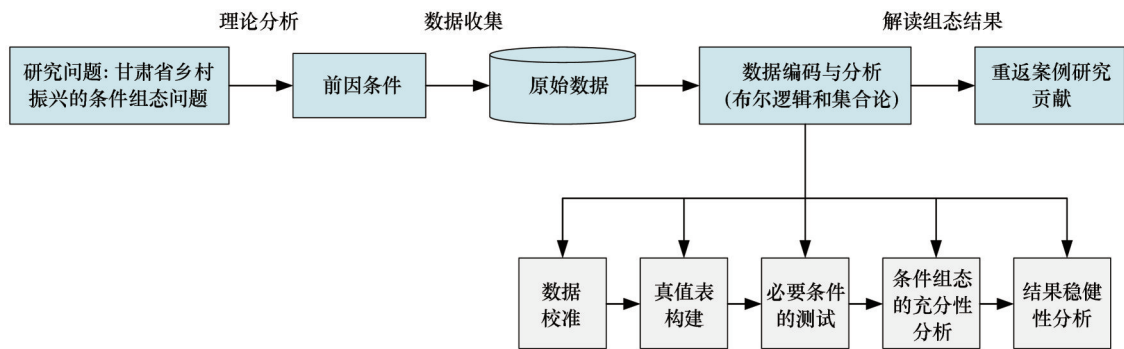 理论分析
数据收集
解读组态结果
研究问题: 甘肃省乡村
振兴的条件组态问题
前因条件
原始数据
数据编码与分析
(布尔逻辑和集合论)
重返案例研究
贡献
数据
校准
真值表
构建
必要条件
的测试
条件组态
的充分性
分析
结果稳健
性分析